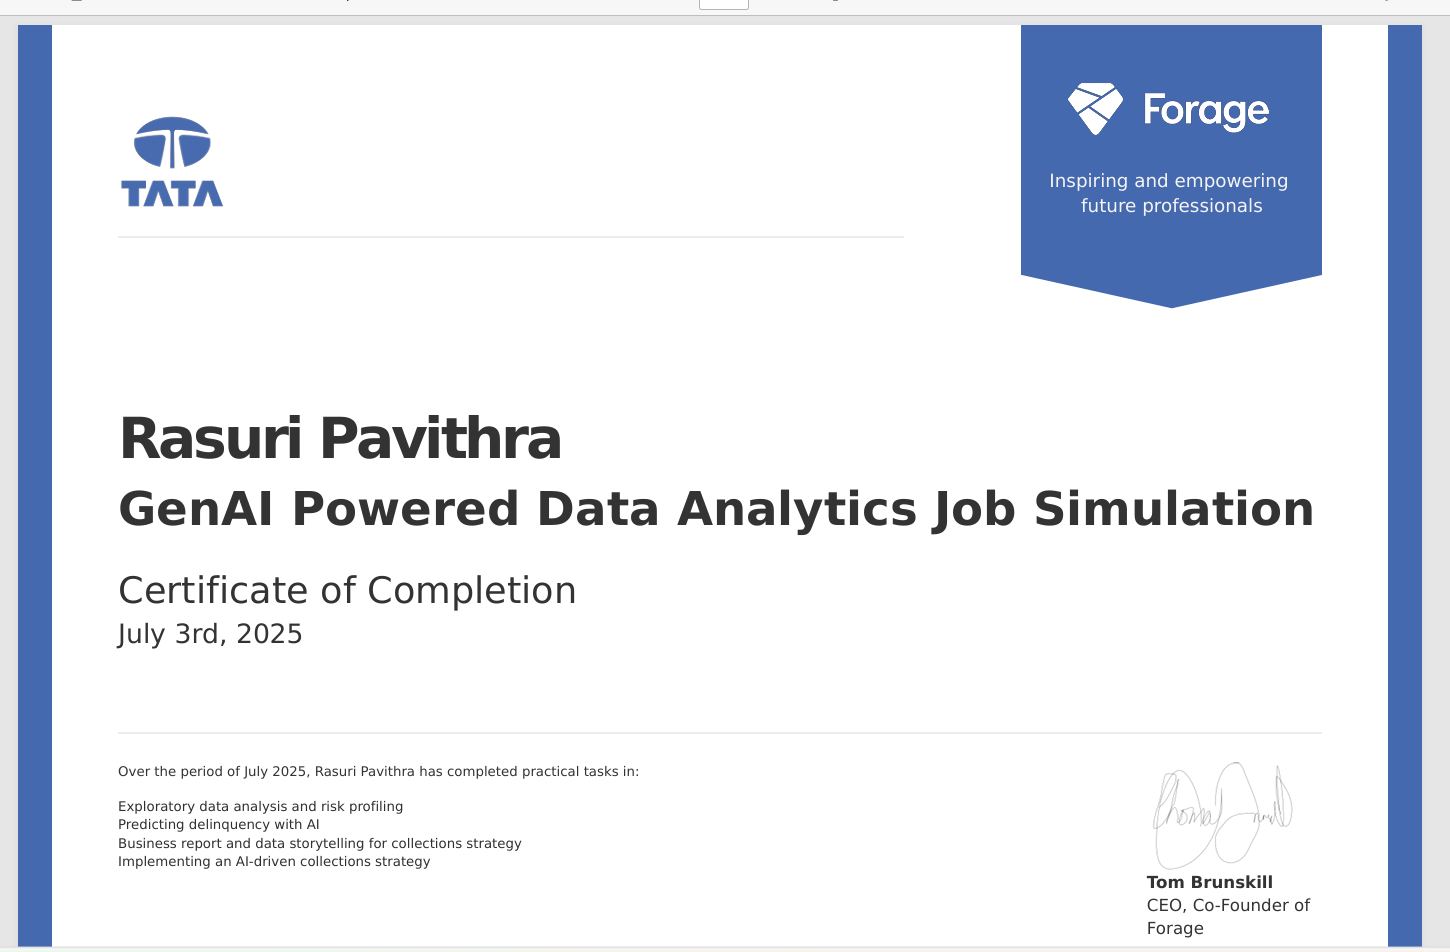 TATA
Forage
Inspiring and empowering
future professionals
Rasuri Pavithra
GenAI Powered Data Analytics Job Simulation
Certificate of Completion
July 3rd, 2025
Over the period of July 2025, Rasuri Pavithra has completed practical tasks in:
Exploratory data analysis and risk profiling
Predicting delinquency with AI
Business report and data storytelling for collections strategy
Implementing an AI-driven collections strategy
Tom Brunskill
CEO, Co-Founder of
Forage